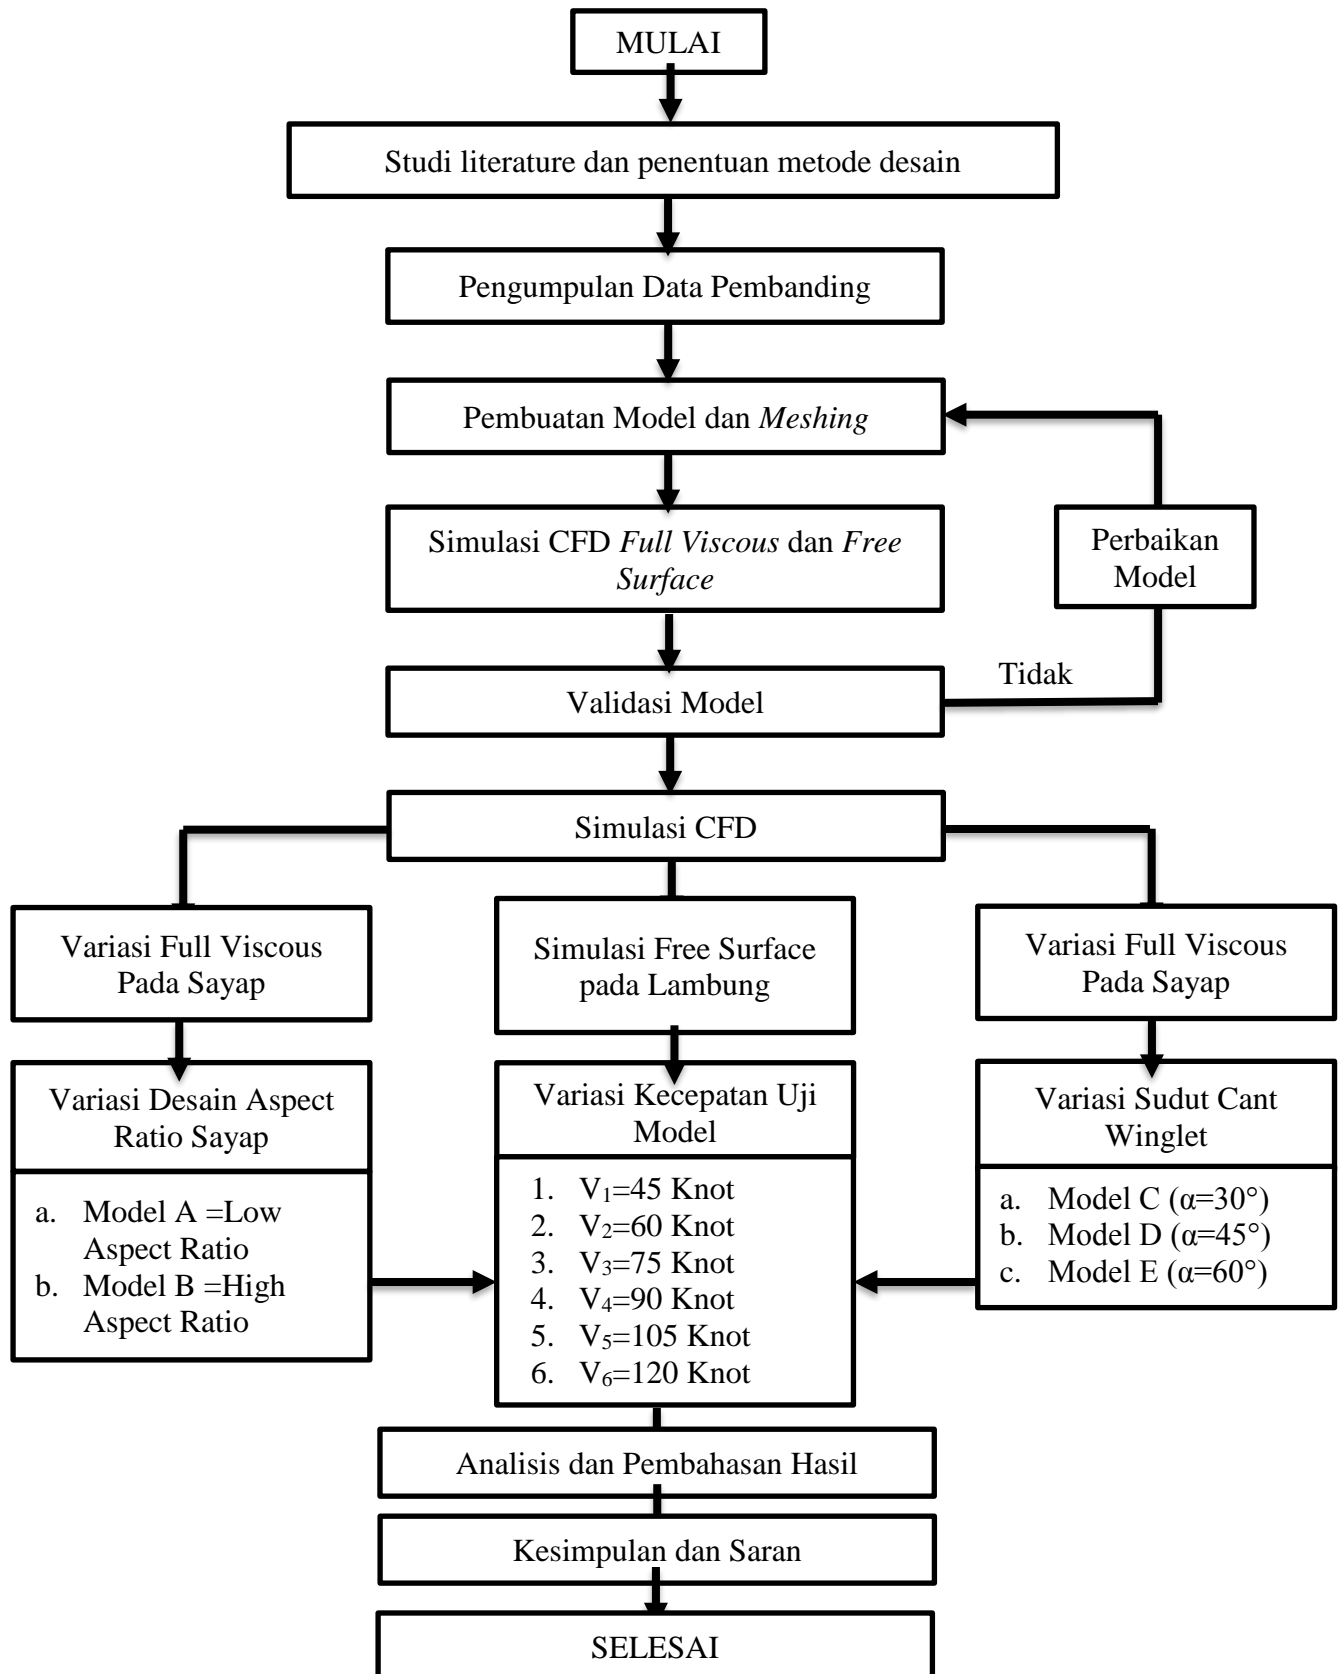 MULAI
Studi literature dan penentuan metode desain
Pengumpulan Data Pembanding
Pembuatan Model dan Meshing
Simulasi CFD Full Viscous dan Free
Surface
Perbaikan
Model
Validasi Model
Tidak
Simulasi CFD
Variasi Full Viscous
Pada Sayap
Simulasi Free Surface
pada Lambung
Variasi Full Viscous
Pada Sayap
Variasi Desain Aspect
Ratio Sayap
a. Model A =Low
Aspect Ratio
b. Model B =High
Aspect Ratio
Variasi Kecepatan Uji
Model
1. V₁=45 Knot
2. V₂=60 Knot
3. V₃=75 Knot
4. V₄=90 Knot
5. V₅=105 Knot
6. V₆=120 Knot
Variasi Sudut Cant
Winglet
a. Model C (α=30°)
b. Model D (α=45°)
c. Model E (α=60°)
Analisis dan Pembahasan Hasil
Kesimpulan dan Saran
SELESAI